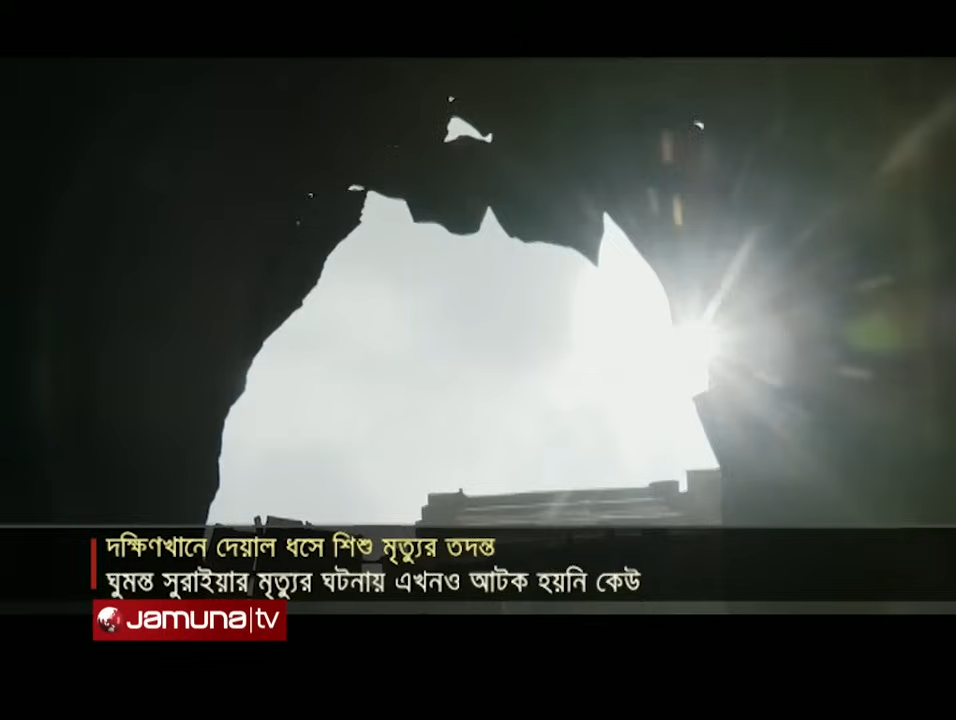 দক্ষিণখানে দেয়াল ধসে শিশু মৃত্যুর তদন্ত
ঘুমন্ত সুরাইয়ার মৃত্যুর ঘটনায় এখনও আটক হয়নি কেউ
JAMUNA|tv